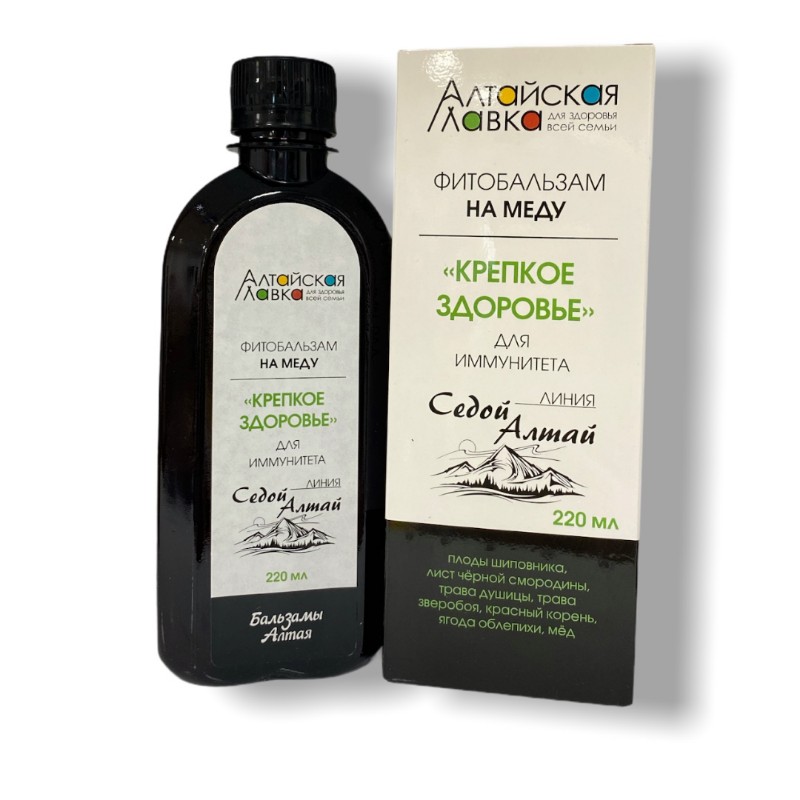 Алтайская
Лавка
для здоровья
всей семьи
ФИТОБАЛЬЗАМ
НА МЕДУ
«КРЕПКОЕ
ЗДОРОВЬЕ»
ДЛЯ
ИММУНИТЕТА
ЛИНИЯ
Седой
Алтай
220 мл
Бальзамы
Алтая
Алтайская
Лавка
для здоровья
всей семьи
ФИТОБАЛЬЗАМ
НА МЕДУ
«КРЕПКОЕ
ЗДОРОВЬЕ»
ДЛЯ
ИММУНИТЕТА
ЛИНИЯ
Седой
Алтай
220 мл
плоды шиповника,
лист чёрной смородины,
трава душицы, трава
зверобоя, красный корень,
ягода облепихи, мёд